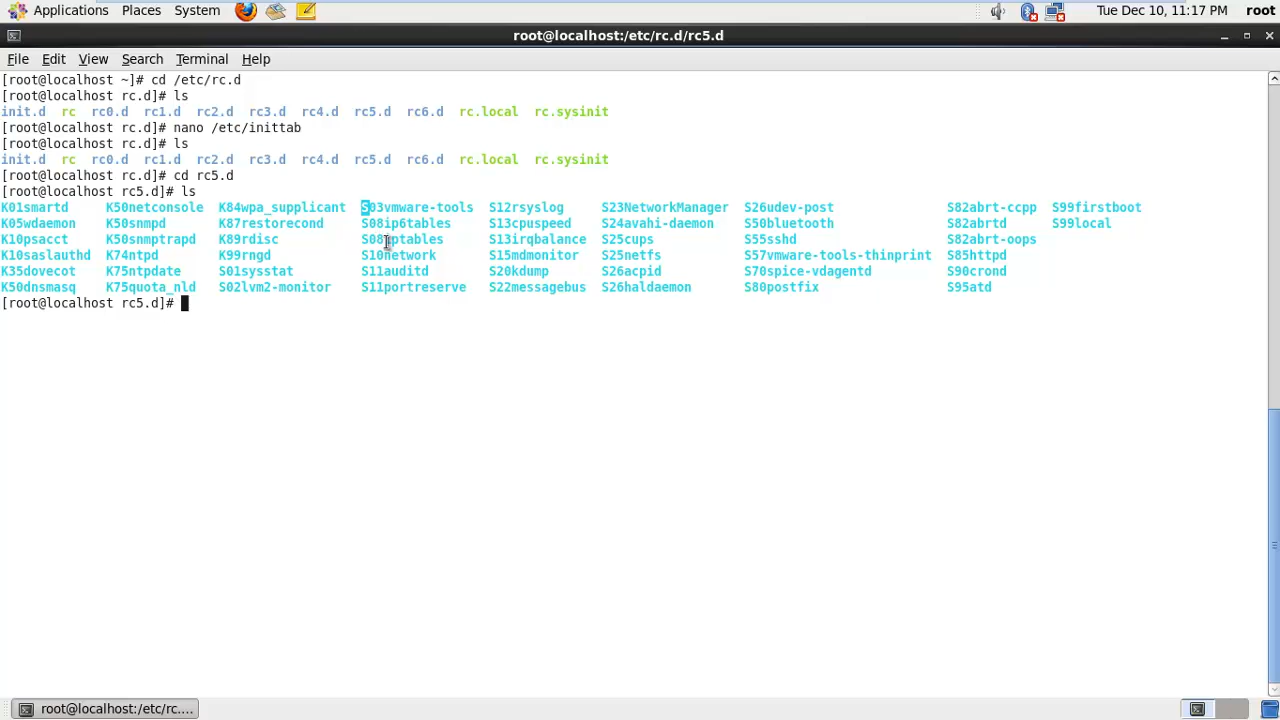 Applications Places System Tue Dec 10, 11:17 PM root
root@localhost:/etc/rc.d/rc5.d
File Edit View Search Terminal Help
[root@localhost ~]# cd /etc/rc.d
[root@localhost rc.d]# ls
init.d rc rc0.d rc1.d rc2.d rc3.d rc4.d rc5.d rc6.d rc.local rc.sysinit
[root@localhost rc.d]# nano /etc/inittab
[root@localhost rc.d]# ls
init.d rc rc0.d rc1.d rc2.d rc3.d rc4.d rc5.d rc6.d rc.local rc.sysinit
[root@localhost rc.d]# cd rc5.d
[root@localhost rc5.d]# ls
K01smartd K50netconsole K84wpa_supplicant S03vmware-tools S12rsyslog S23NetworkManager S26udev-post S82abrt-ccpp S99firstboot
K05wdaemon K50snmpd K87restorecond S08ip6tables S13cpuspeed S24avahi-daemon S50bluetooth S82abrtd S99local
K10psacct K50snmptrapd K89rdisc S08iptables S13irqbalance S25cups S55sshd S82abrt-oops
K10saslauthd K74ntpd K99rngd S10network S15mdmonitor S25netfs S57vmware-tools-thinprint S85httpd
K35dovecot K75ntpdate S01sysstat S11auditd S20kdump S26acpid S70spice-vdagentd S90crond
K50dnsmasq K75quota_nld S02lvm2-monitor S11portreserve S22messagebus S26haldaemon S80postfix S95atd
[root@localhost rc5.d]#
root@localhost:/etc/rc....